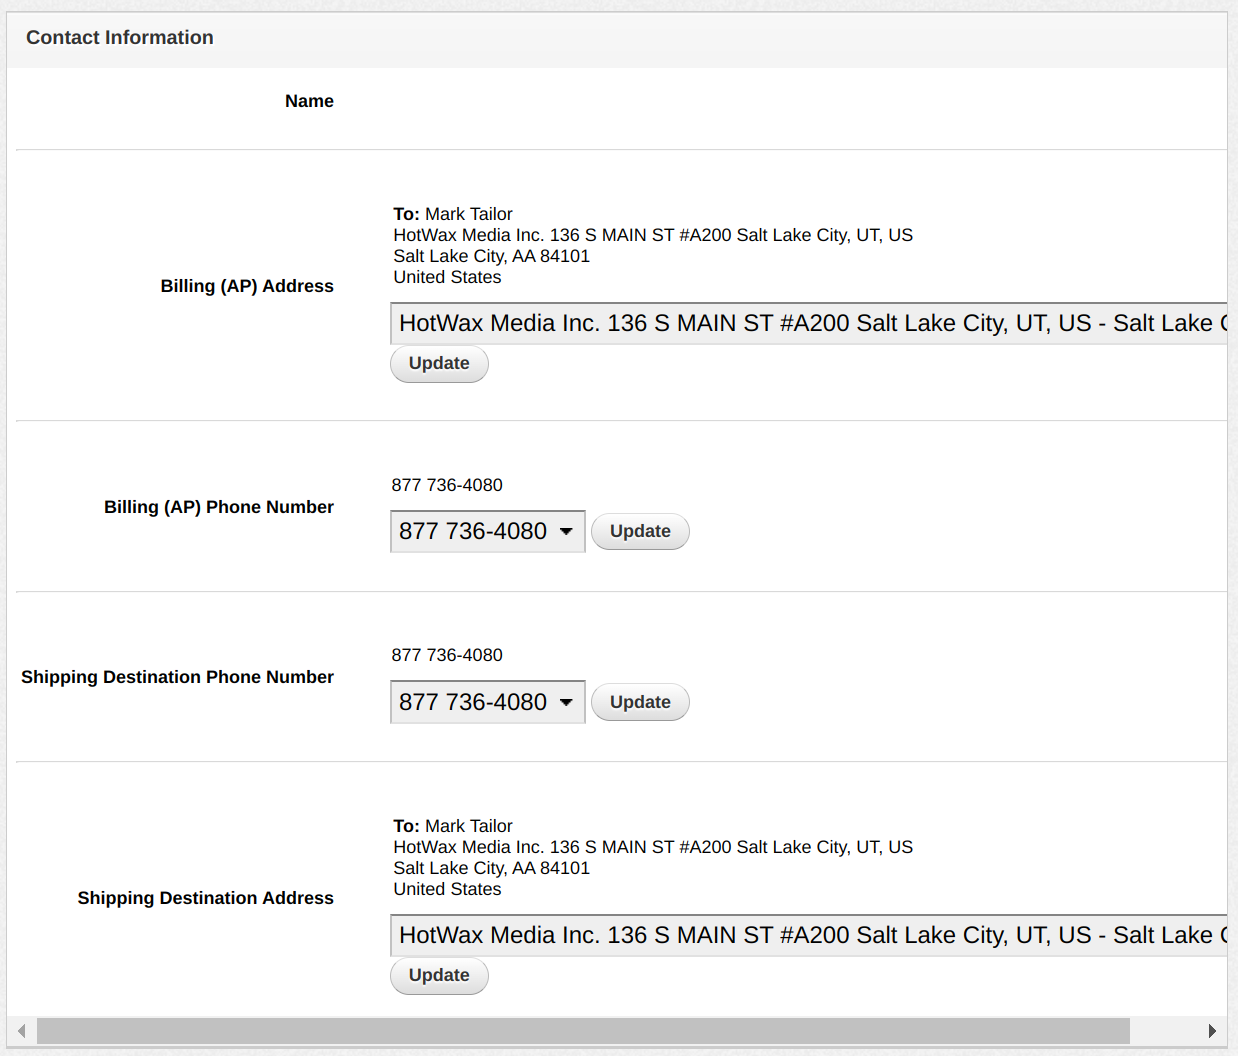 Contact Information
Name
Billing (AP) Address
To: Mark Tailor
HotWax Media Inc. 136 S MAIN ST #A200 Salt Lake City, UT, US
Salt Lake City, AA 84101
United States
HotWax Media Inc. 136 S MAIN ST #A200 Salt Lake City, UT, US - Salt Lake
Update
Billing (AP) Phone Number
877 736-4080
877 736-4080 Update
Shipping Destination Phone Number
877 736-4080
877 736-4080 Update
Shipping Destination Address
To: Mark Tailor
HotWax Media Inc. 136 S MAIN ST #A200 Salt Lake City, UT, US
Salt Lake City, AA 84101
United States
HotWax Media Inc. 136 S MAIN ST #A200 Salt Lake City, UT, US - Salt Lake
Update